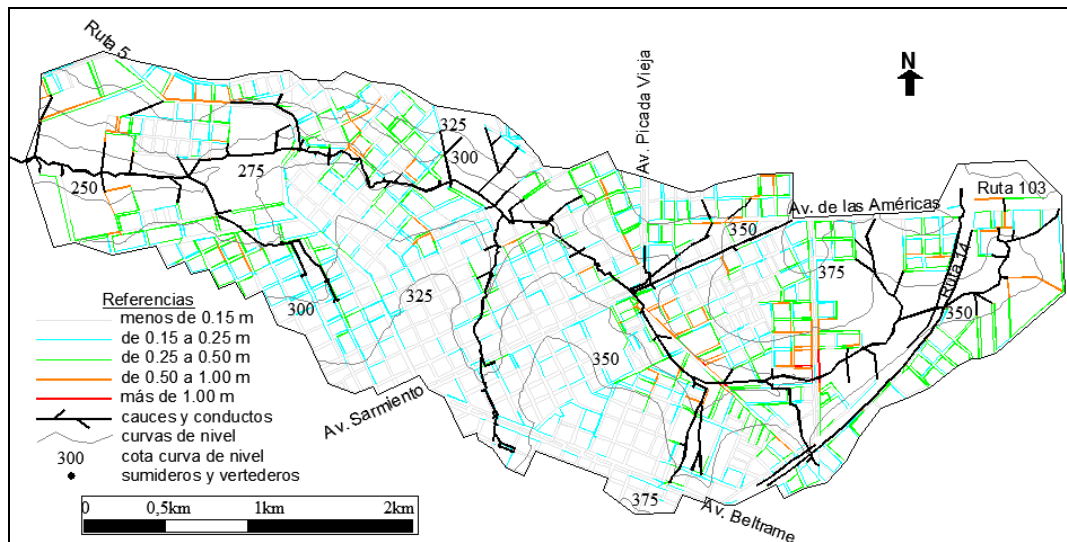 Ruta 5
N
Av. Picada Vieja
325
300
275
250
Ruta 103
Av. de las Américas
350
375
Ruta 14
350
300
325
350
Av. Sarmiento
375
Av. Beltrame
Referencias
menos de 0.15 m
de 0.15 a 0.25 m
de 0.25 a 0.50 m
de 0.50 a 1.00 m
más de 1.00 m
cauces y conductos
curvas de nivel
300 cota curva de nivel
sumideros y vertederos
0 0,5km 1km 2km